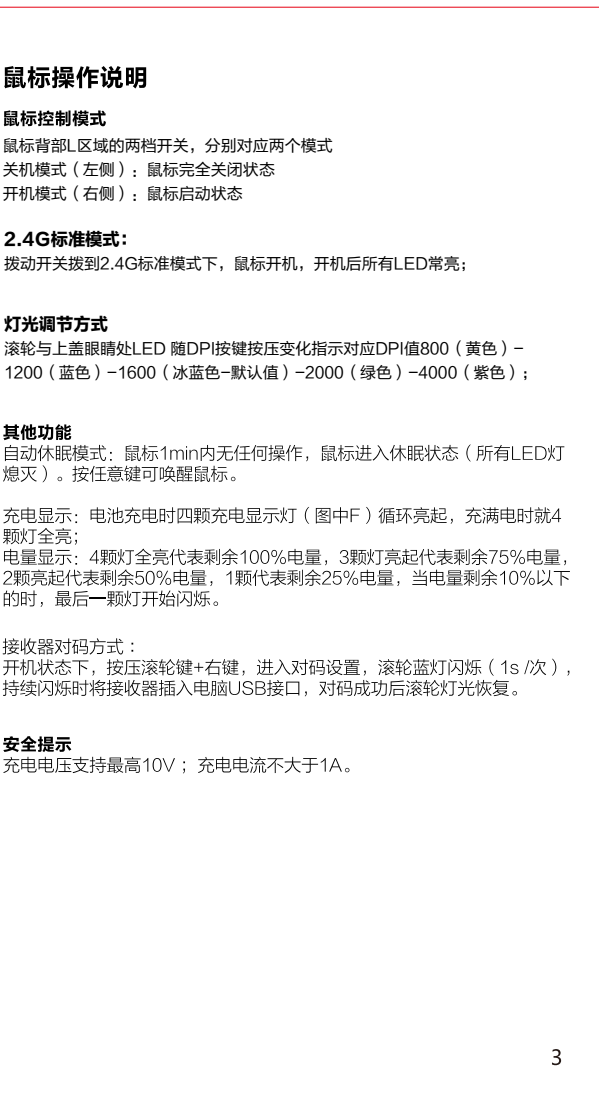 鼠标操作说明
鼠标控制模式
鼠标背部L区域的两档开关，分别对应两个模式
关机模式（左侧）：鼠标完全关闭状态
开机模式（右侧）：鼠标启动状态
2.4G标准模式：
拨动开关拨到2.4G标准模式下，鼠标开机，开机后所有LED常亮；
灯光调节方式
滚轮与上盖眼睛处LED 随DPI按键按压变化指示对应DPI值800（黄色）–
1200（蓝色）–1600（冰蓝色–默认值）–2000（绿色）–4000（紫色）；
其他功能
自动休眠模式：鼠标1min内无任何操作，鼠标进入休眠状态（所有LED灯
熄灭）。按任意键可唤醒鼠标。
充电显示：电池充电时四颗充电显示灯（图中F）循环亮起，充满电时就4
颗灯全亮；
电量显示：4颗灯全亮代表剩余100%电量，3颗灯亮起代表剩余75%电量，
2颗亮起代表剩余50%电量，1颗代表剩余25%电量，当电量剩余10%以下
的时，最后一颗灯开始闪烁。
接收器对码方式：
开机状态下，按压滚轮键+右键，进入对码设置，滚轮蓝灯闪烁（1s /次），
持续闪烁时将接收器插入电脑USB接口，对码成功后滚轮灯光恢复。
安全提示
充电电压支持最高10V ；充电电流不大于1A。
3